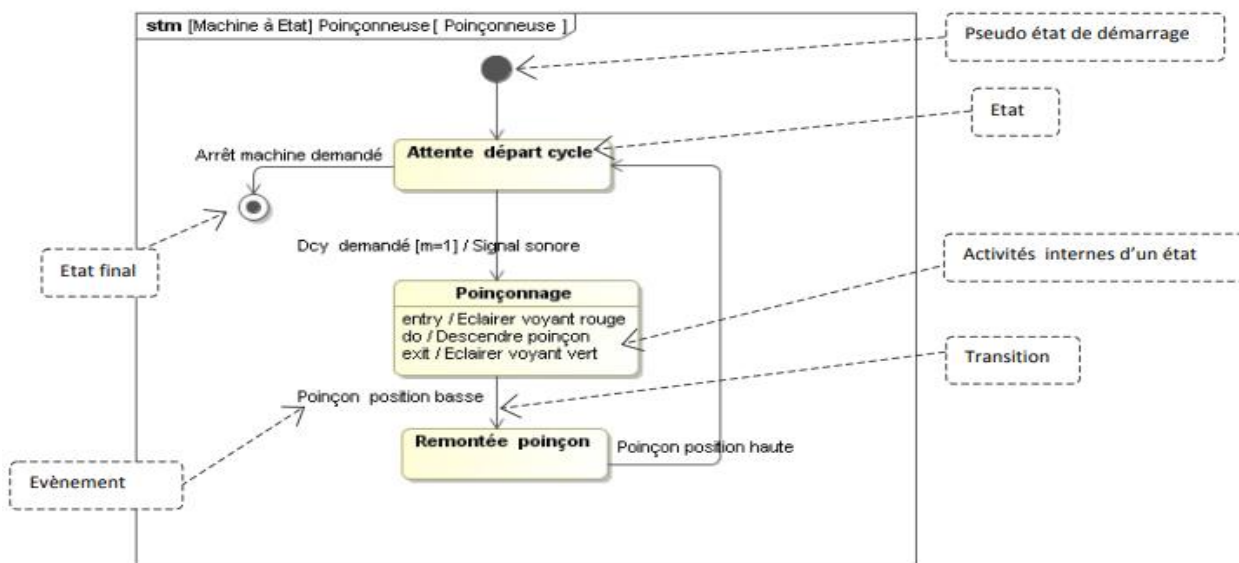 stm [Machine à Etat] Poinçonneuse [ Poinçonneuse ]
Pseudo état de démarrage
Etat
Attente départ cycle
Arrêt machine demandé
Dcy demandé [m=1] / Signal sonore
Etat final
Activités internes d'un état
Poinçonnage
entry / Eclairer voyant rouge
do / Descendre poinçon
exit / Eclairer voyant vert
Transition
Poinçon position basse
Remontée poinçon
Poinçon position haute
Evènement